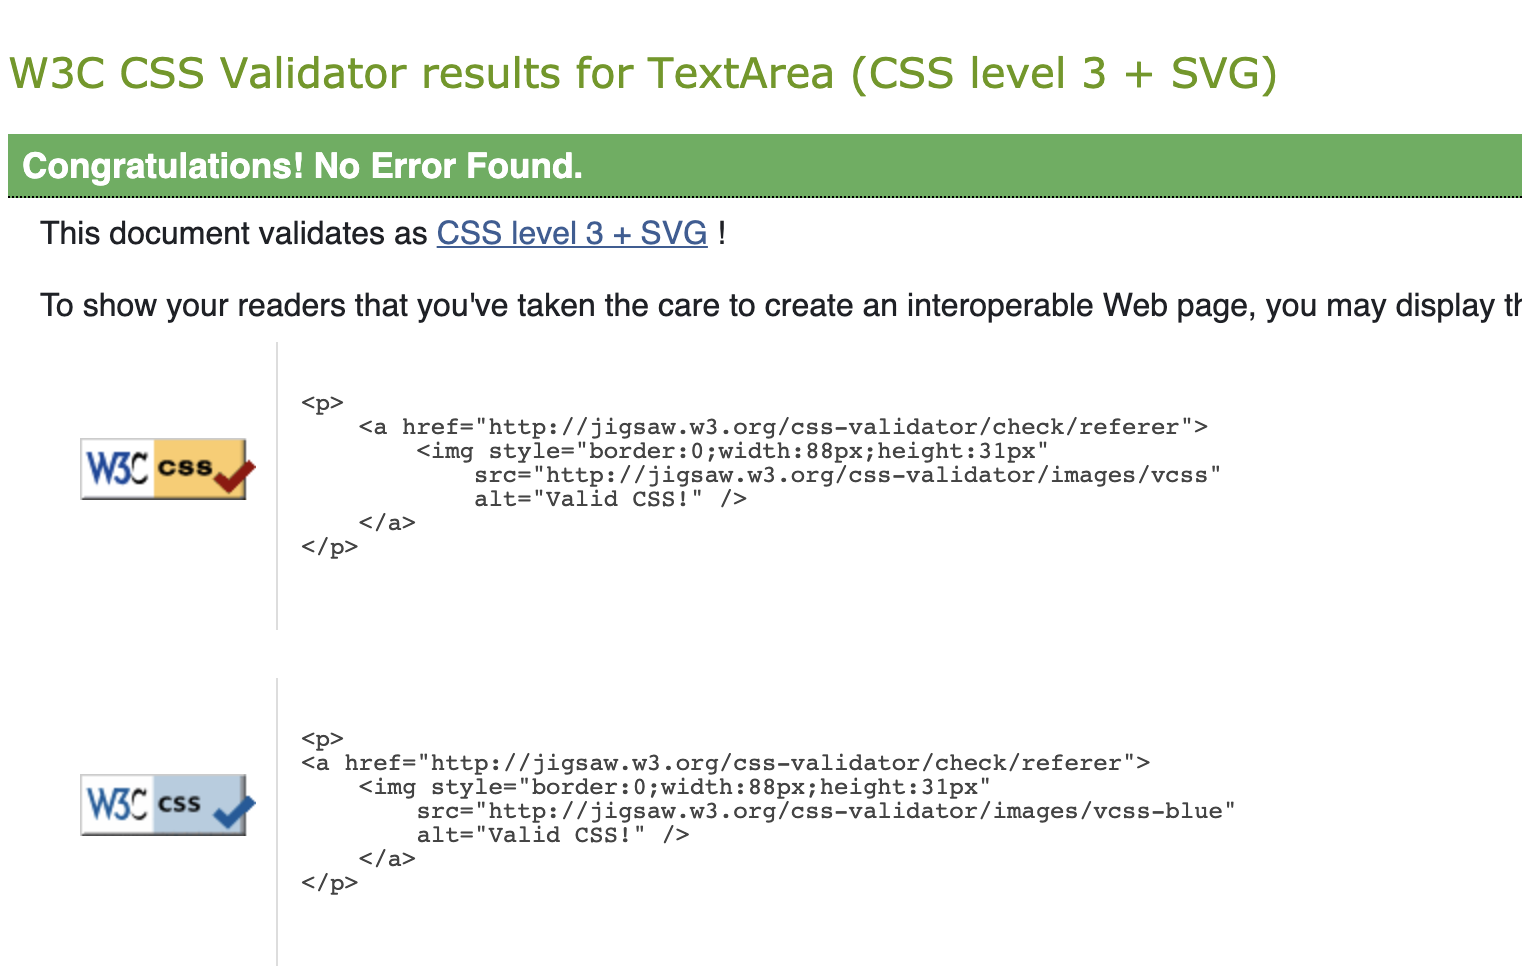 W3C CSS Validator results for TextArea (CSS level 3 + SVG)
Congratulations! No Error Found.
This document validates as CSS level 3 + SVG !
To show your readers that you've taken the care to create an interoperable Web page, you may display th
<p>
    <a href="http://jigsaw.w3.org/css-validator/check/referer">
        <img style="border:0;width:88px;height:31px"
            src="http://jigsaw.w3.org/css-validator/images/vcss"
            alt="Valid CSS!" />
    </a>
</p>
W3C css
<p>
<a href="http://jigsaw.w3.org/css-validator/check/referer">
    <img style="border:0;width:88px;height:31px"
        src="http://jigsaw.w3.org/css-validator/images/vcss-blue"
        alt="Valid CSS!" />
    </a>
</p>
W3C css